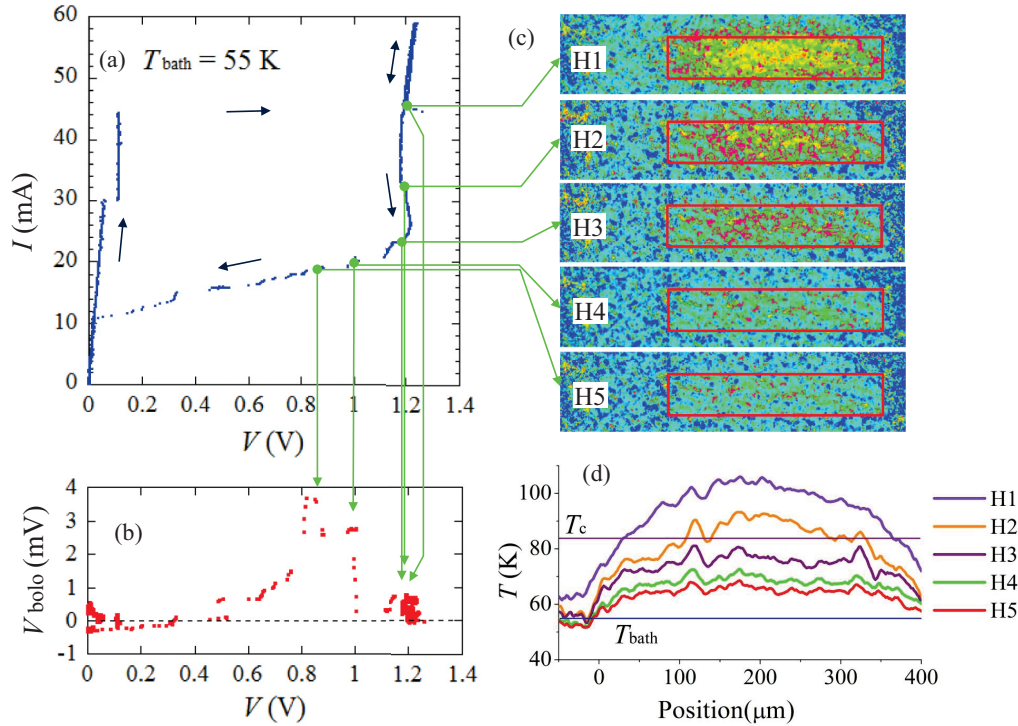 (a)
T_bath = 55 K
60
50
40
30
20
10
0
I (mA)
0 0.2 0.4 0.6 0.8 1 1.2 1.4
V (V)
(b)
4
3
2
1
0
-1
V_bolo (mV)
0 0.2 0.4 0.6 0.8 1 1.2 1.4
V (V)
(c)
H1
H2
H3
H4
H5
(d)
100
80
60
40
T (K)
T_c
T_bath
0 100 200 300 400
Position(μm)
H1
H2
H3
H4
H5